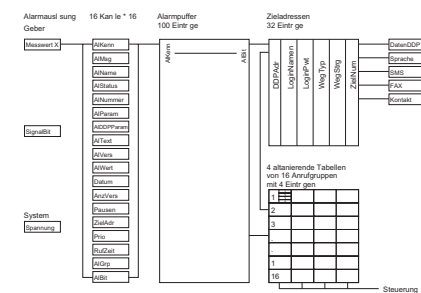 Alarmausl sung
Geber
16 Kan le * 16
Alarmpuffer
100 Eintr ge
Zieladressen
32 Eintr ge
Messwert X
SignalBit
System
Spannung
AlKenn
AlMsg
AlName
AlStatus
AlNummer
AlParam
AlDDPParam
AlText
AlVers
AlWert
Datum
AnzVers
Pausen
ZielAdr
Prio
RufZeit
AlGrp
AlBit
AlKenn
AlBit
DDPAdr
LoginNamen
LoginPwt
WegTyp
WegStrg
ZielNum
DatenDDP
Sprache
SMS
FAX
Kontakt
4 altanierende Tabellen
von 16 Anrufgruppen
mit 4 Eintr gen
1
2
3
.
.
1
16
Steuerung